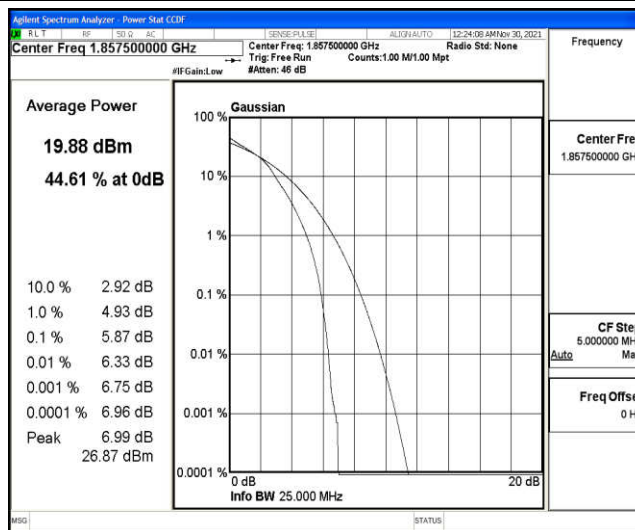 Agilent Spectrum Analyzer - Power Stat CCDF
RLT RF 50 Ω AC SENSE:PULSE ALIGNAUTO 12:24:08 AM Nov 30, 2021
Center Freq 1.857500000 GHz
Center Freq: 1.857500000 GHz Radio Std: None
Trig: Free Run Counts:1.00 M/1.00 Mpt
#IFGain:Low #Atten: 46 dB
Frequency
Average Power
19.88 dBm
44.61 % at 0dB
10.0 % 2.92 dB
1.0 % 4.93 dB
0.1 % 5.87 dB
0.01 % 6.33 dB
0.001 % 6.75 dB
0.0001 % 6.96 dB
Peak 6.99 dB
26.87 dBm
Gaussian
100 %
10 %
1 %
0.1 %
0.01 %
0.001 %
0.0001 %
0 dB 20 dB
Info BW 25.000 MHz
Center Fre
1.857500000 GH
CF Ste
5.000000 MH
Auto Ma
Freq Offse
0 H
MSG STATUS